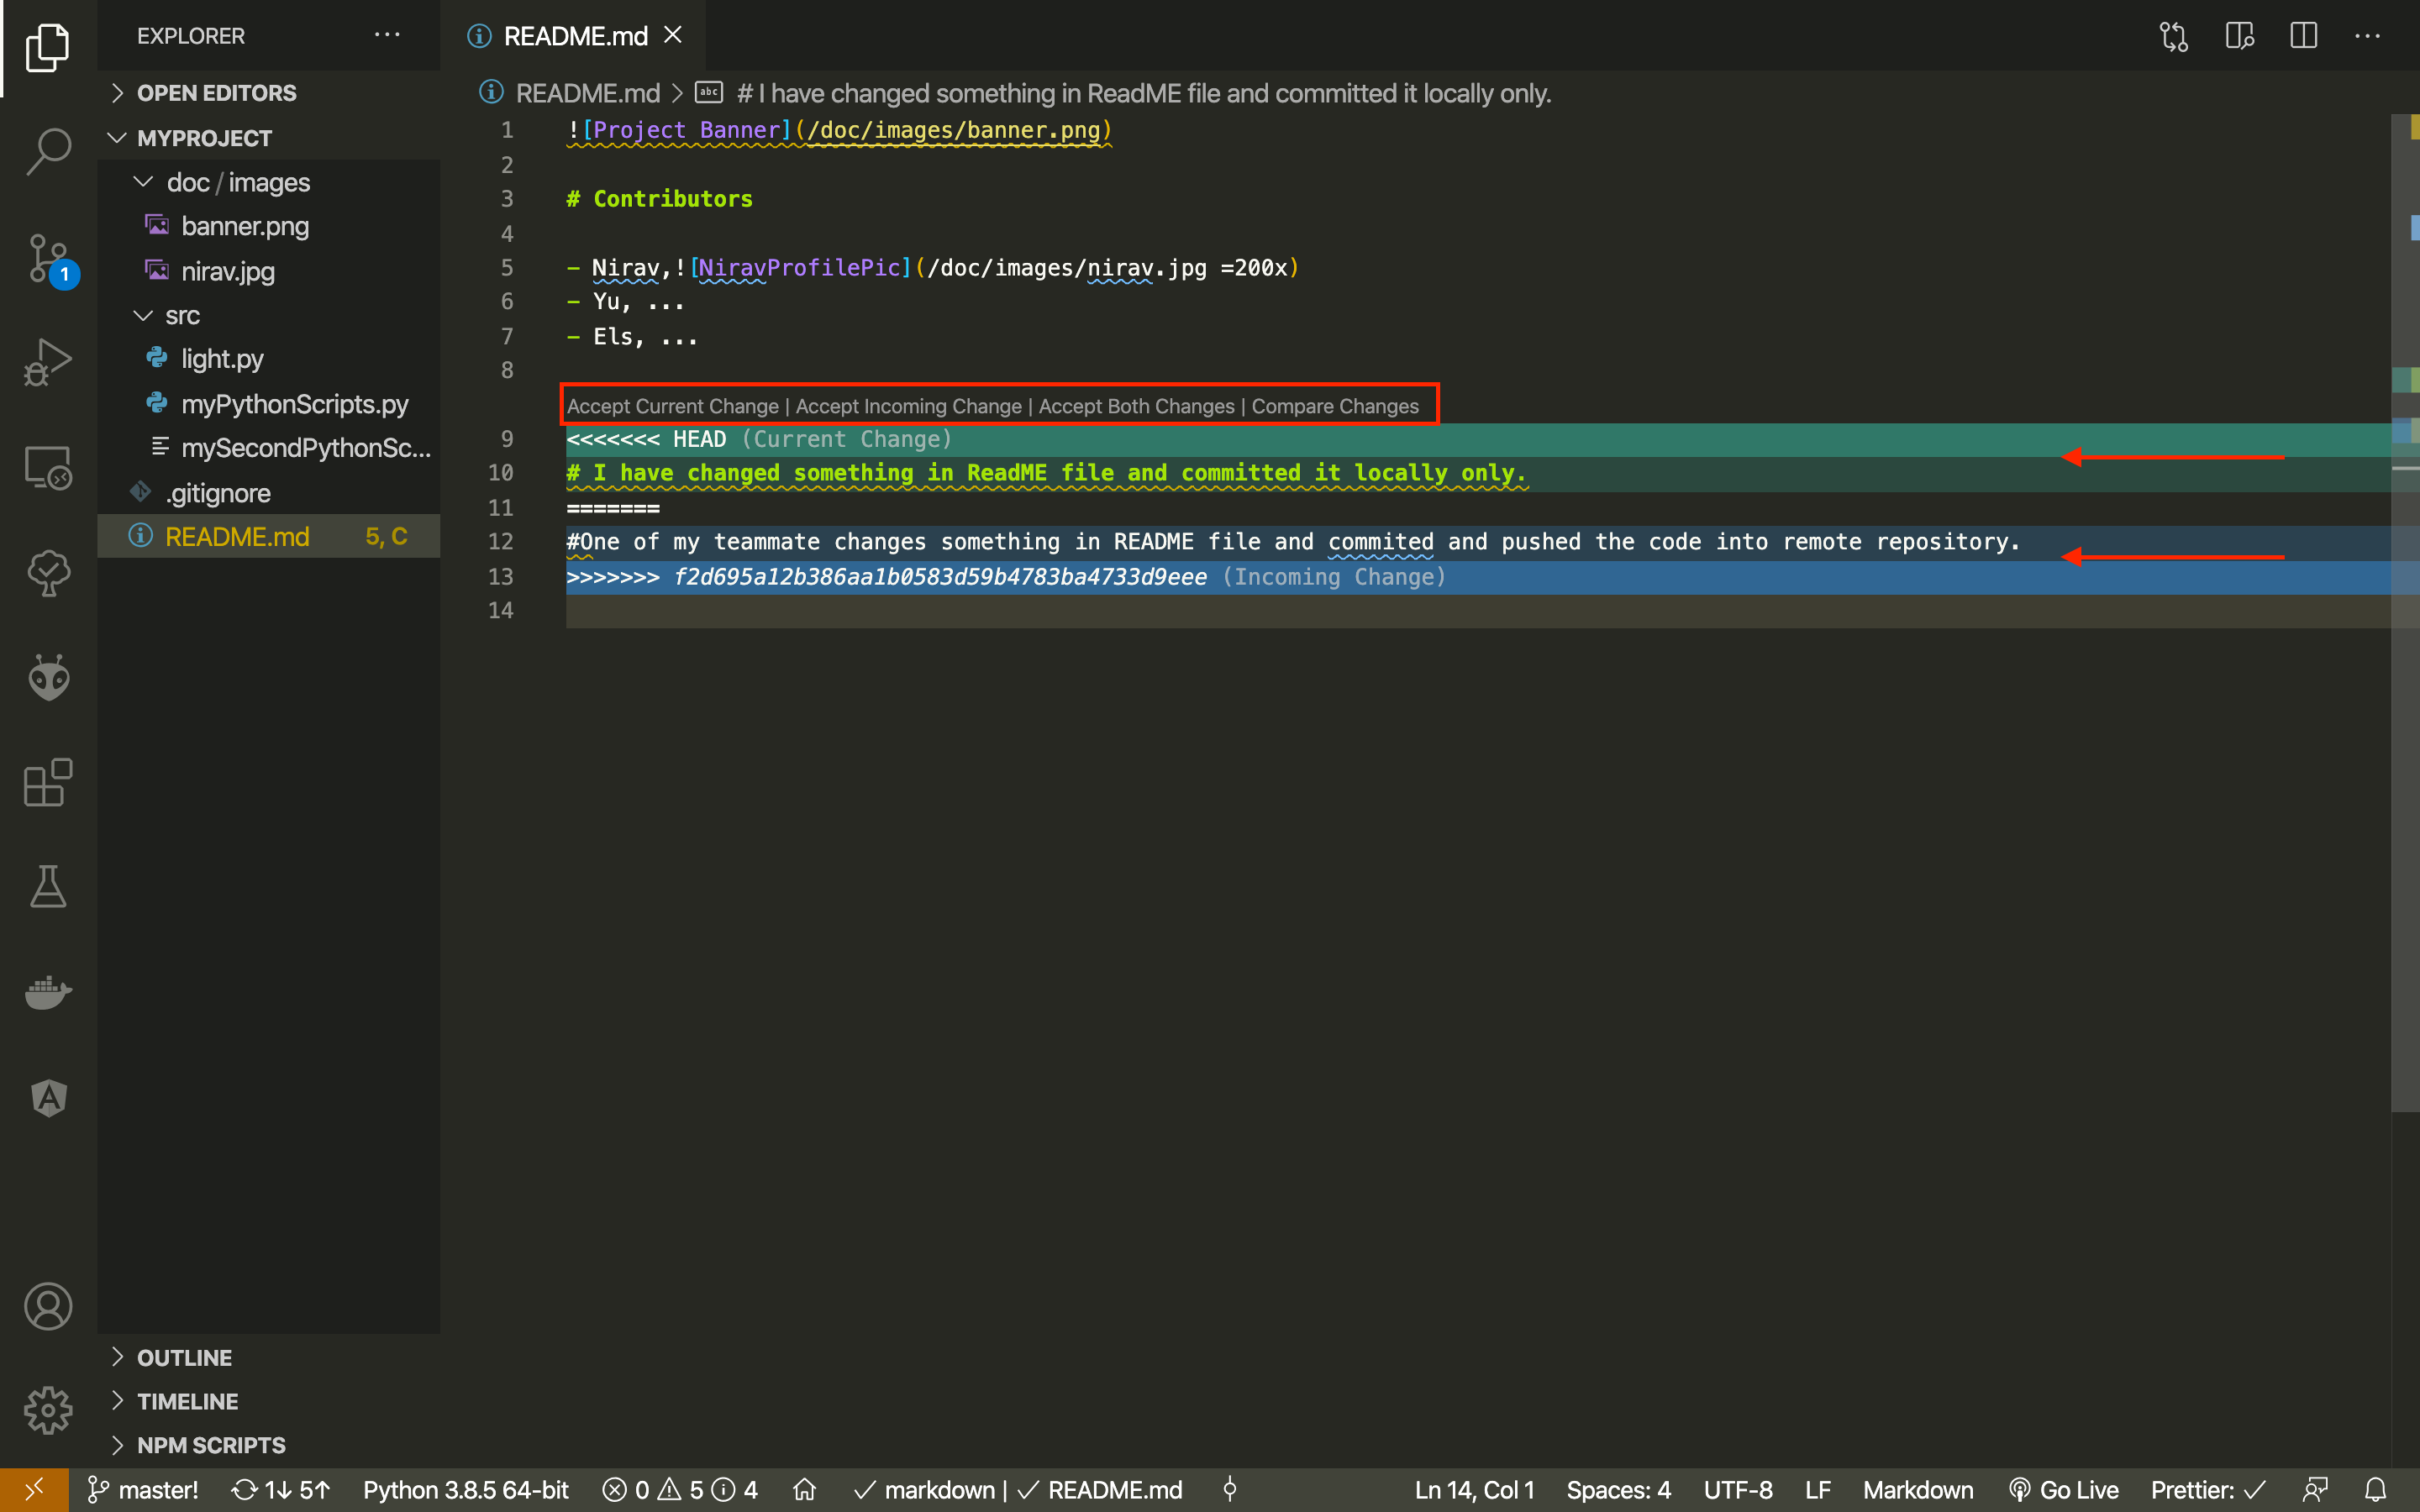 EXPLORER
README.md
OPEN EDITORS
README.md > # I have changed something in ReadME file and committed it locally only.
MYPROJECT
doc / images
banner.png
nirav.jpg
src
light.py
myPythonScripts.py
mySecondPythonSc...
.gitignore
README.md 5, C
1 ![Project Banner](/doc/images/banner.png)
2
3 # Contributors
4
5 - Nirav,![NiravProfilePic](/doc/images/nirav.jpg =200x)
6 - Yu, ...
7 - Els, ...
8
Accept Current Change | Accept Incoming Change | Accept Both Changes | Compare Changes
9 <<<<<<< HEAD (Current Change)
10 # I have changed something in ReadME file and committed it locally only.
11 =======
12 #One of my teammate changes something in README file and commited and pushed the code into remote repository.
13 >>>>>>> f2d695a12b386aa1b0583d59b4783ba4733d9eee (Incoming Change)
14
1
OUTLINE
TIMELINE
NPM SCRIPTS
master! 1↓ 5↑ Python 3.8.5 64-bit 0 5 4 ✓ markdown | ✓ README.md Ln 14, Col 1 Spaces: 4 UTF-8 LF Markdown Go Live Prettier: ✓